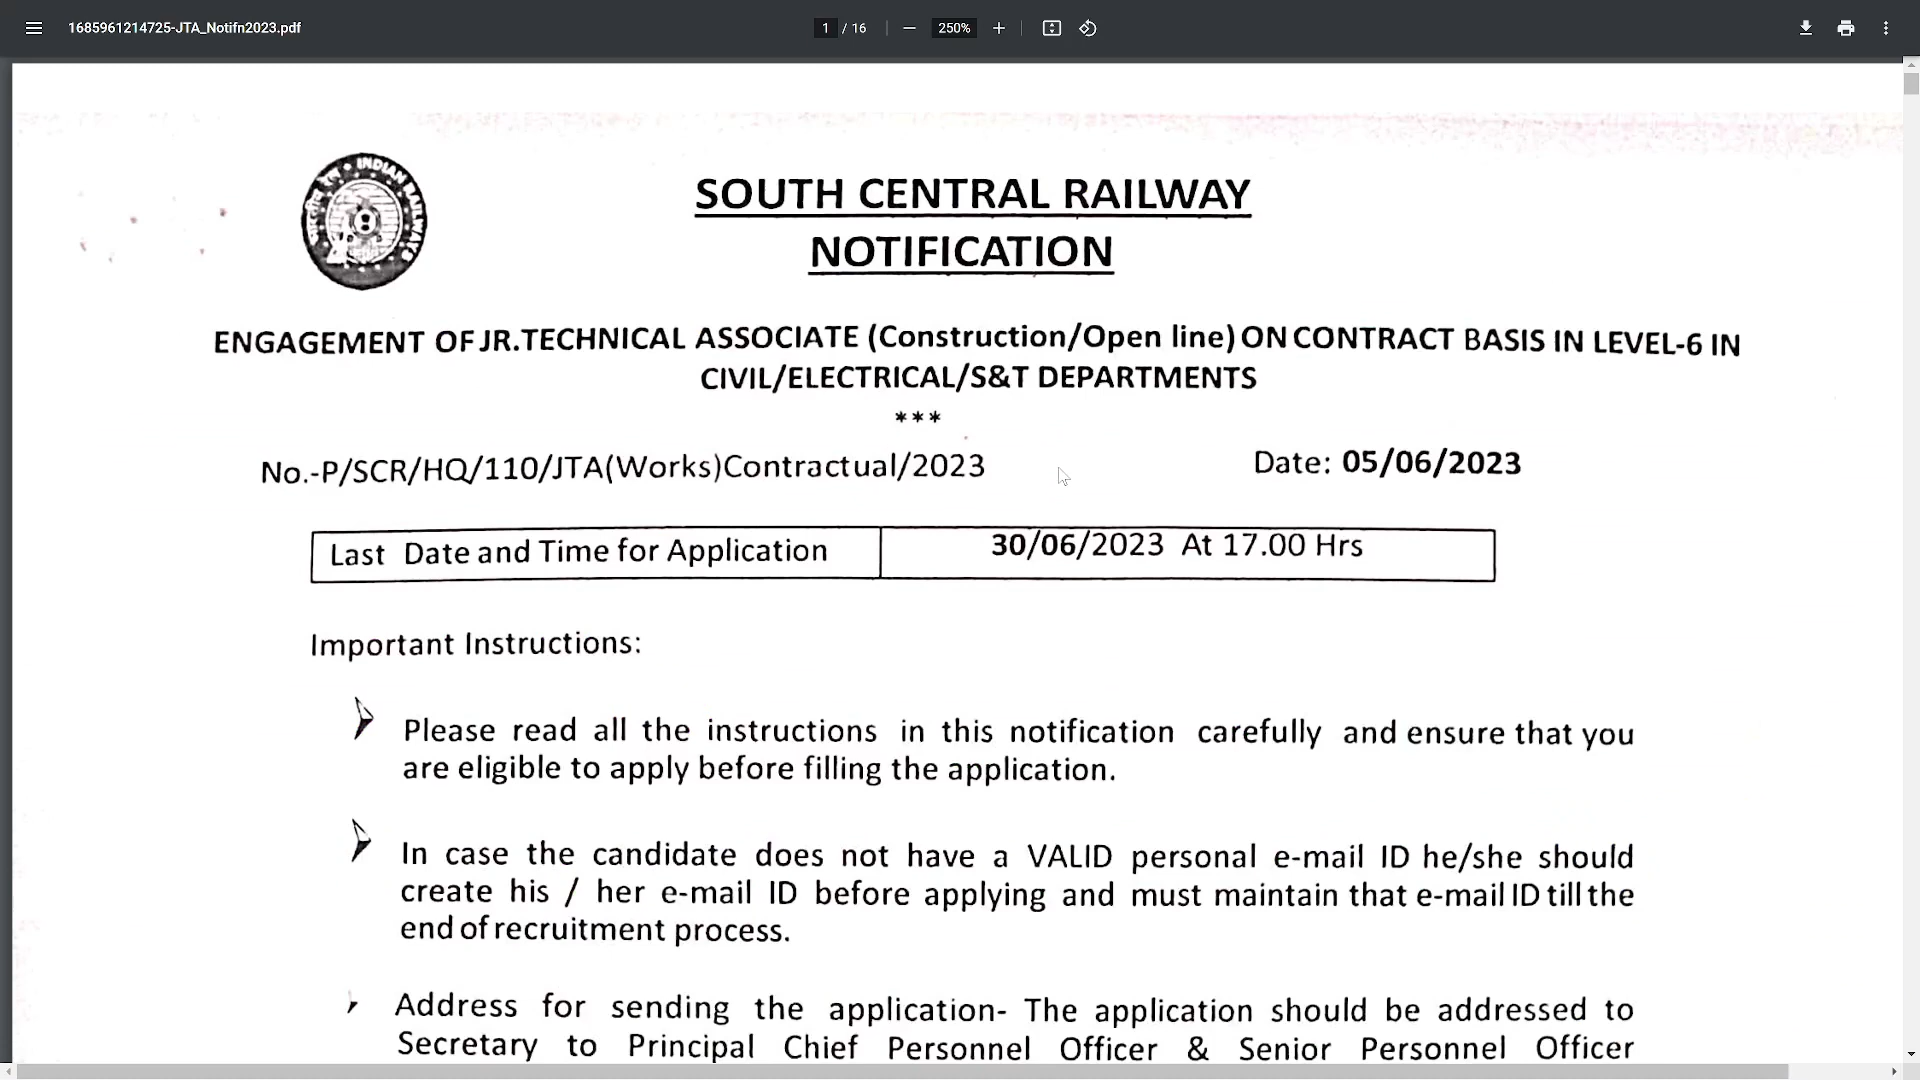 1685961214725-JTA_Notifn2023.pdf
1 / 16
250%
INDIAN RAILWAYS
भारतीय रेल
SOUTH CENTRAL RAILWAY
NOTIFICATION
ENGAGEMENT OF JR.TECHNICAL ASSOCIATE (Construction/Open line) ON CONTRACT BASIS IN LEVEL-6 IN
CIVIL/ELECTRICAL/S&T DEPARTMENTS
***
No.-P/SCR/HQ/110/JTA(Works)Contractual/2023 Date: 05/06/2023
Last Date and Time for Application 30/06/2023 At 17.00 Hrs
Important Instructions:
Please read all the instructions in this notification carefully and ensure that you
are eligible to apply before filling the application.
In case the candidate does not have a VALID personal e-mail ID he/she should
create his / her e-mail ID before applying and must maintain that e-mail ID till the
end of recruitment process.
Address for sending the application- The application should be addressed to
Secretary to Principal Chief Personnel Officer & Senior Personnel Officer